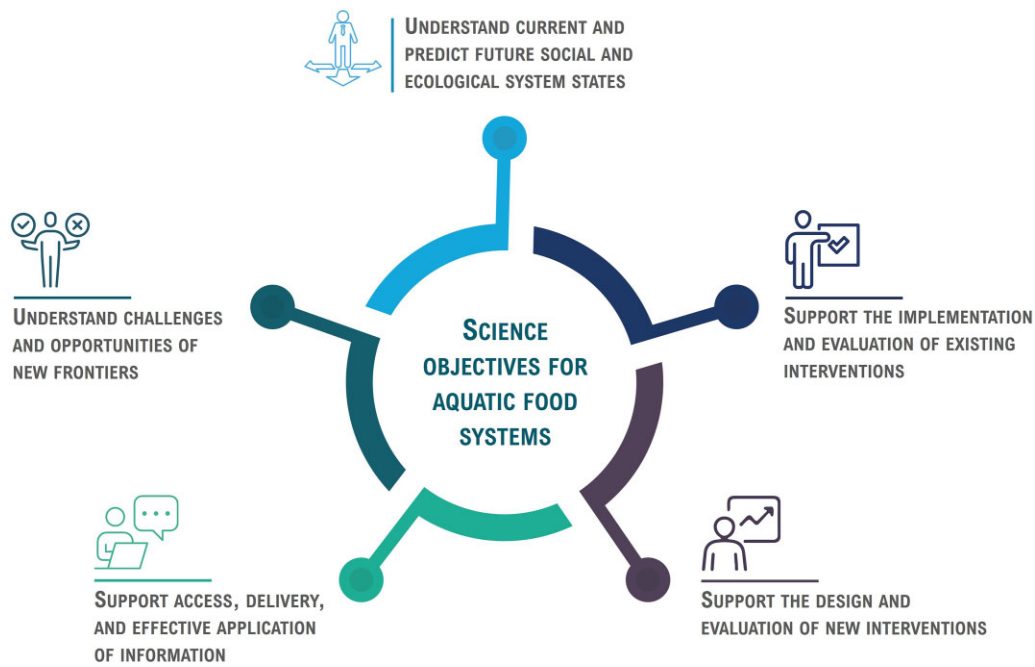 Understand current and
predict future social and
ecological system states
Support the implementation
and evaluation of existing
interventions
Support the design and
evaluation of new interventions
Support access, delivery,
and effective application
of information
Understand challenges
and opportunities of
new frontiers
Science
objectives for
aquatic food
systems